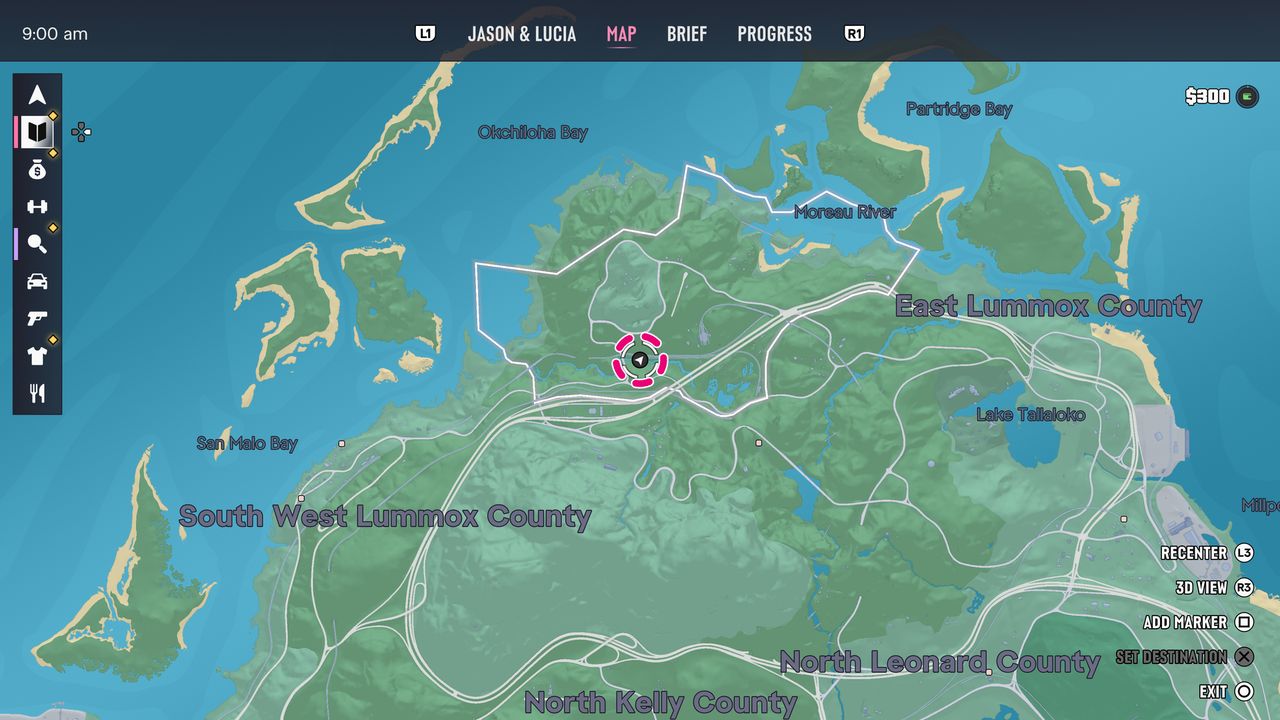 9:00 am
L1 JASON & LUCIA MAP BRIEF PROGRESS R1
$300
Partridge Bay
Okchiloha Bay
Moreau River
East Lummox County
Lake Tallaloko
San Malo Bay
South West Lummox County
RECENTER L3
3D VIEW R3
ADD MARKER
SET DESTINATION
North Leonard County
EXIT
North Kelly County